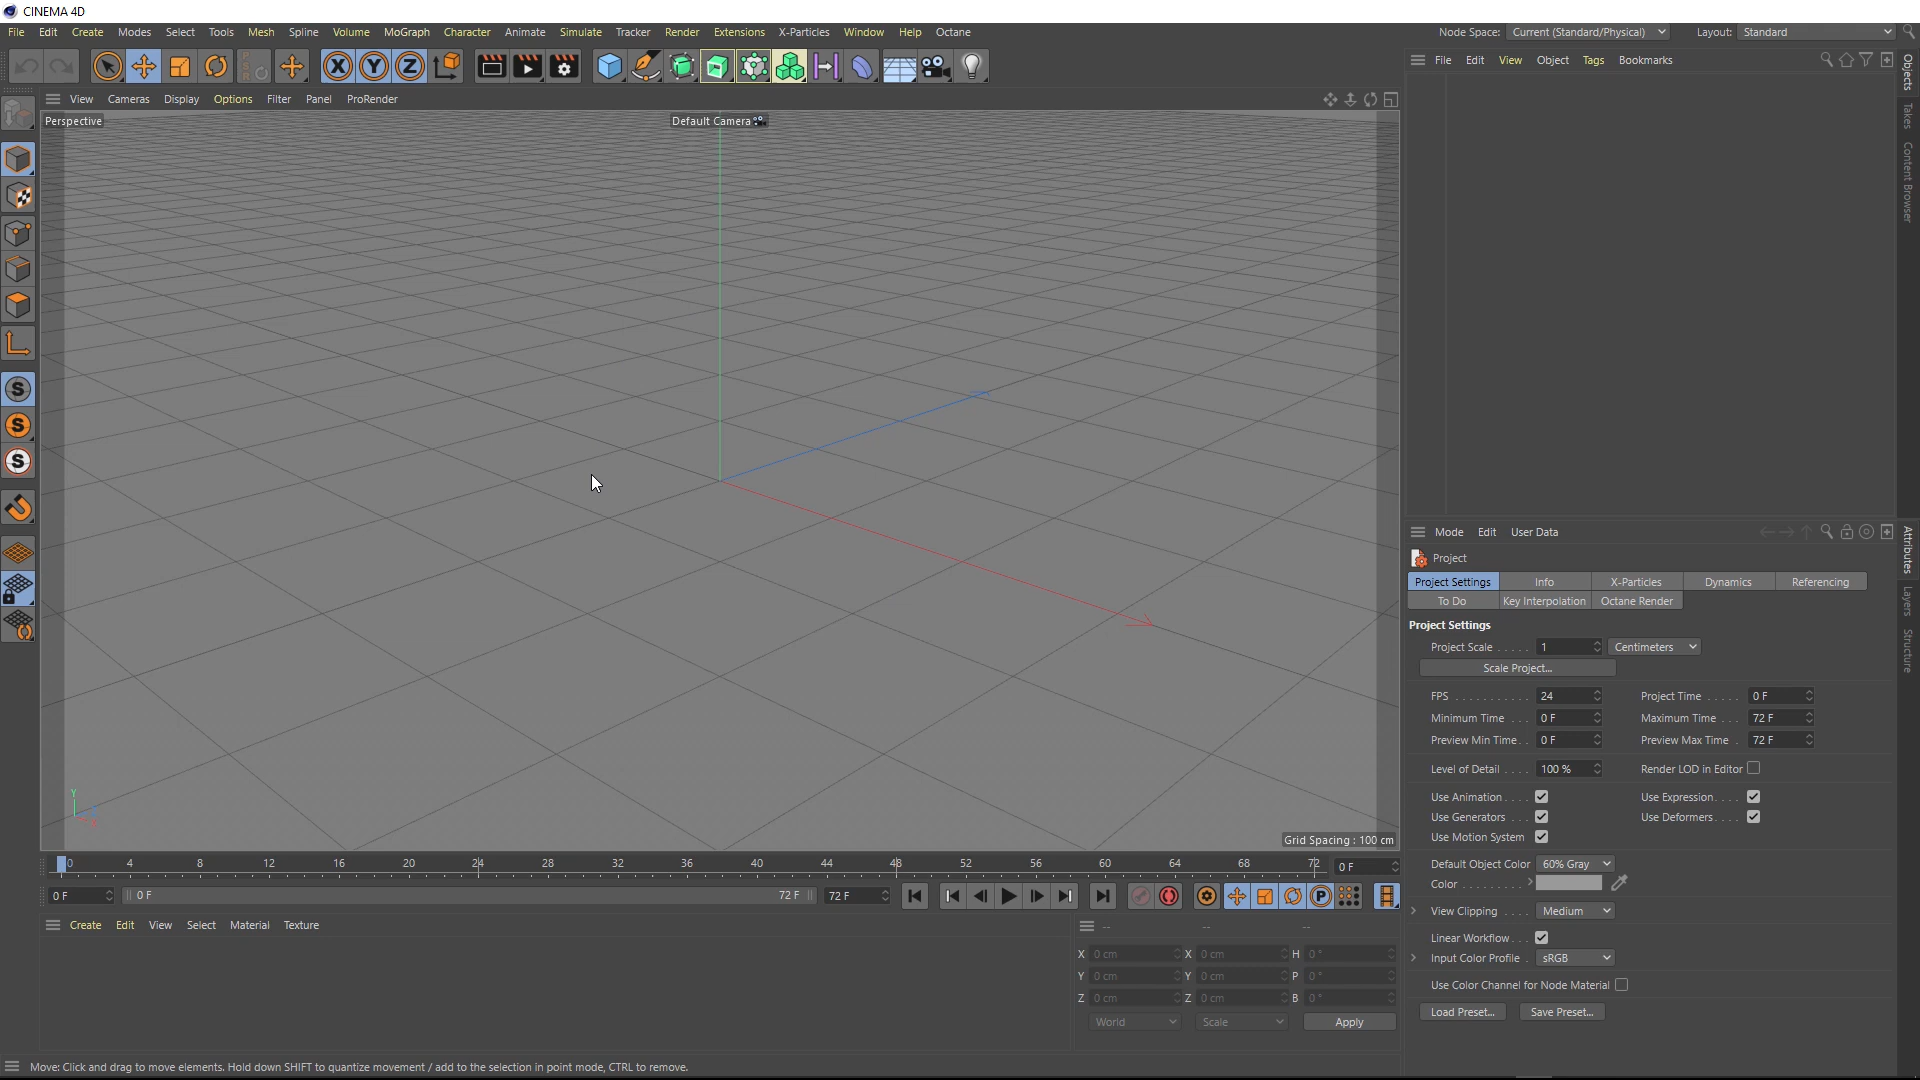 CINEMA 4D
File Edit Create Modes Select Tools Mesh Spline Volume MoGraph Character Animate Simulate Tracker Render Extensions X-Particles Window Help Octane Node Space: Current (Standard/Physical) Layout: Standard
X Y Z
File Edit View Object Tags Bookmarks
Objects
Takes
Content Browser
View Cameras Display Options Filter Panel ProRender
Perspective
Default Camera
S
S
S
Y
Grid Spacing : 100 cm
0 4 8 12 16 20 24 28 32 36 40 44 48 52 56 60 64 68 72 0 F
0 F 0 F 72 F 72 F P
Create Edit View Select Material Texture
-- -- --
X 0 cm X 0 cm H 0 °
Y 0 cm Y 0 cm P 0 °
Z 0 cm Z 0 cm B 0 °
World Scale Apply
Mode Edit User Data
Attributes
Layers
Structure
Project
Project Settings Info X-Particles Dynamics Referencing
To Do Key Interpolation Octane Render
Project Settings
Project Scale . . . . . 1 Centimeters
Scale Project...
FPS . . . . . . . . . . . 24 Project Time . . . . . 0 F
Minimum Time . . . 0 F Maximum Time . . . 72 F
Preview Min Time . . 0 F Preview Max Time . 72 F
Level of Detail . . . . 100 % Render LOD in Editor
Use Animation . . . . Use Expression . . . .
Use Generators . . . Use Deformers . . . .
Use Motion System
Default Object Color 60% Gray
Color . . . . . . . . .
View Clipping . . . . Medium
Linear Workflow . .
Input Color Profile . sRGB
Use Color Channel for Node Material
Load Preset... Save Preset...
Move: Click and drag to move elements. Hold down SHIFT to quantize movement / add to the selection in point mode, CTRL to remove.